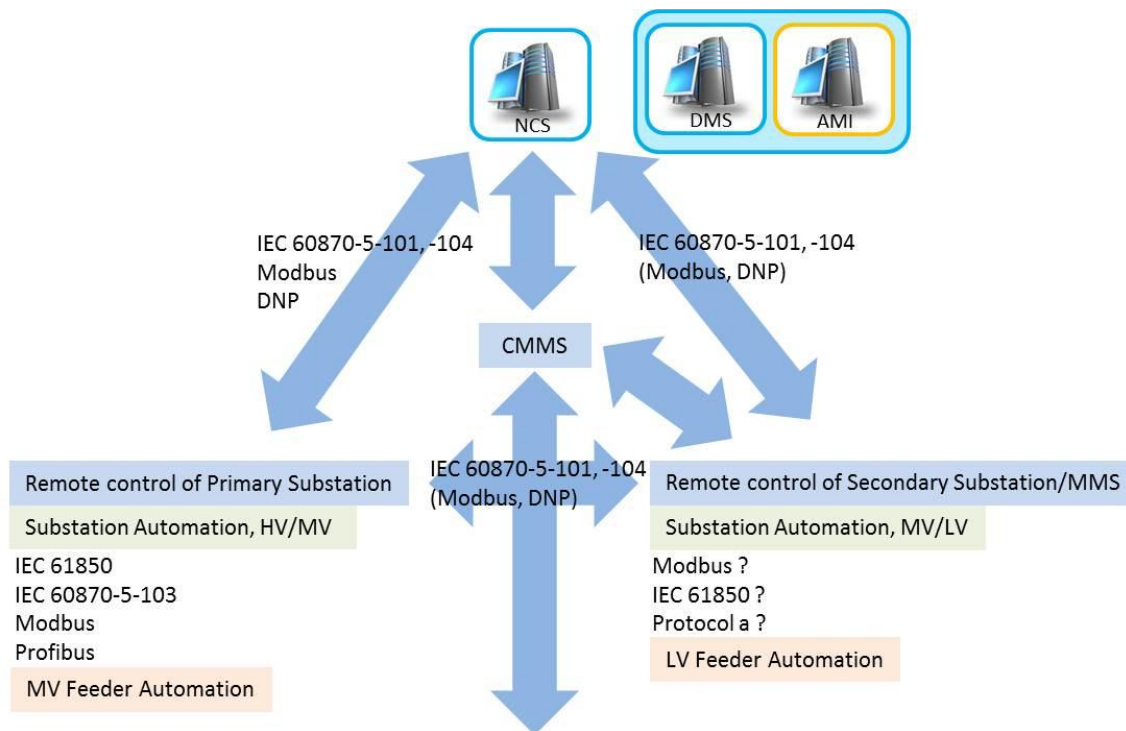 NCS
DMS
AMI
IEC 60870-5-101, -104
Modbus
DNP
IEC 60870-5-101, -104
(Modbus, DNP)
CMMS
IEC 60870-5-101, -104
(Modbus, DNP)
Remote control of Primary Substation
Substation Automation, HV/MV
IEC 61850
IEC 60870-5-103
Modbus
Profibus
MV Feeder Automation
Remote control of Secondary Substation/MMS
Substation Automation, MV/LV
Modbus ?
IEC 61850 ?
Protocol a ?
LV Feeder Automation